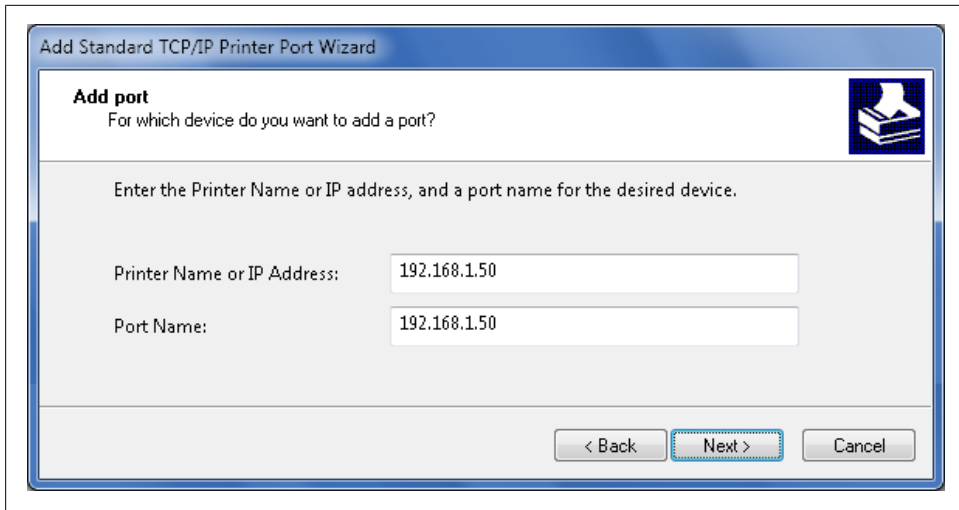 Add Standard TCP/IP Printer Port Wizard
Add port
For which device do you want to add a port?
Enter the Printer Name or IP address, and a port name for the desired device.
Printer Name or IP Address: 192.168.1.50
Port Name: 192.168.1.50
< Back Next > Cancel